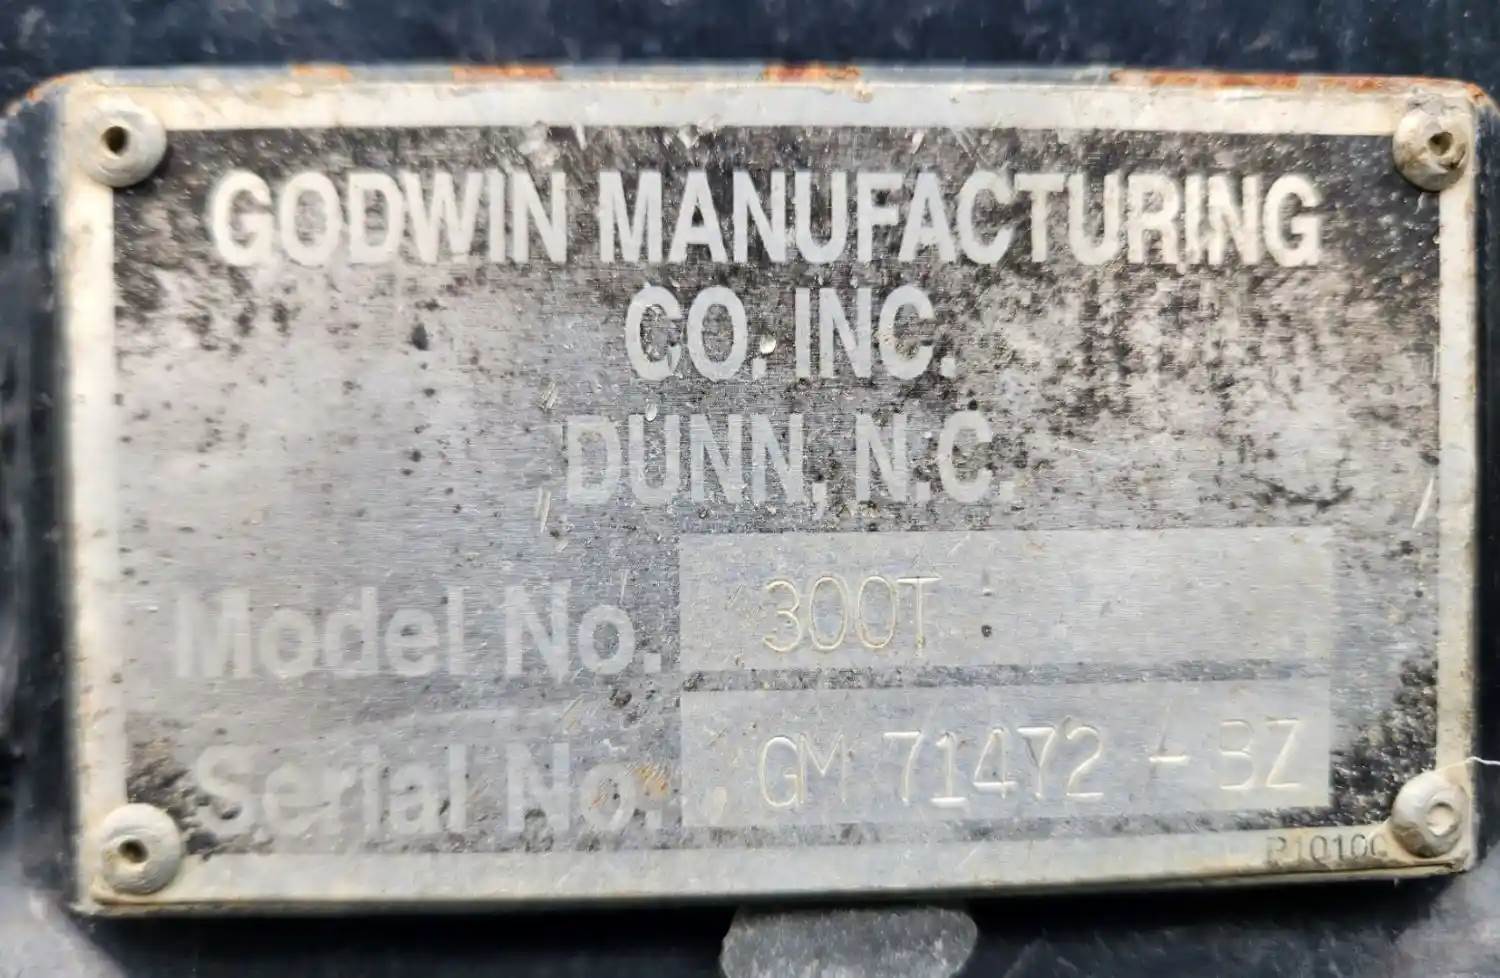 GODWIN MANUFACTURING
CO. INC.
DUNN, N.C.
Model No. 300T
Serial No. GM 71472 - BZ